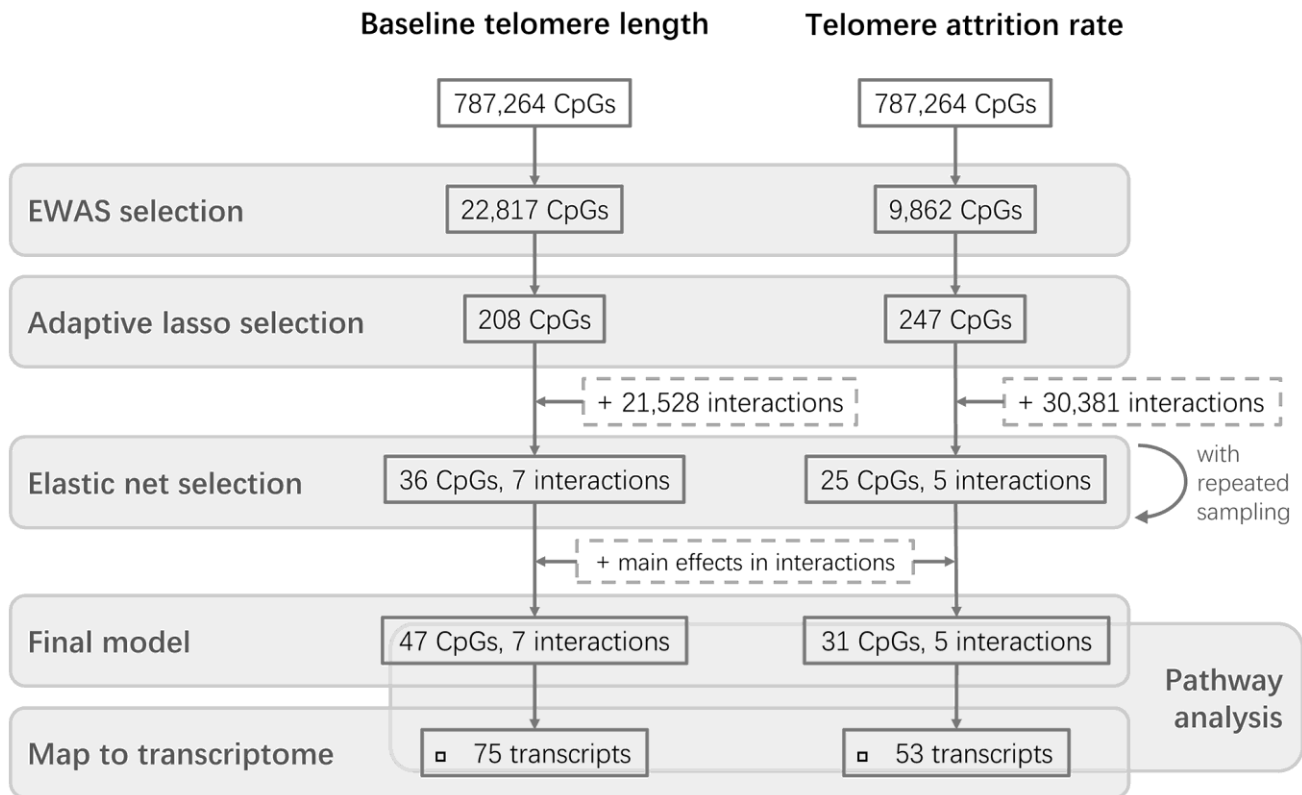 Baseline telomere length
Telomere attrition rate
787,264 CpGs
787,264 CpGs
EWAS selection
22,817 CpGs
9,862 CpGs
Adaptive lasso selection
208 CpGs
247 CpGs
+ 21,528 interactions
+ 30,381 interactions
Elastic net selection
36 CpGs, 7 interactions
25 CpGs, 5 interactions
with
repeated
sampling
+ main effects in interactions
Final model
47 CpGs, 7 interactions
31 CpGs, 5 interactions
Pathway
analysis
Map to transcriptome
75 transcripts
53 transcripts